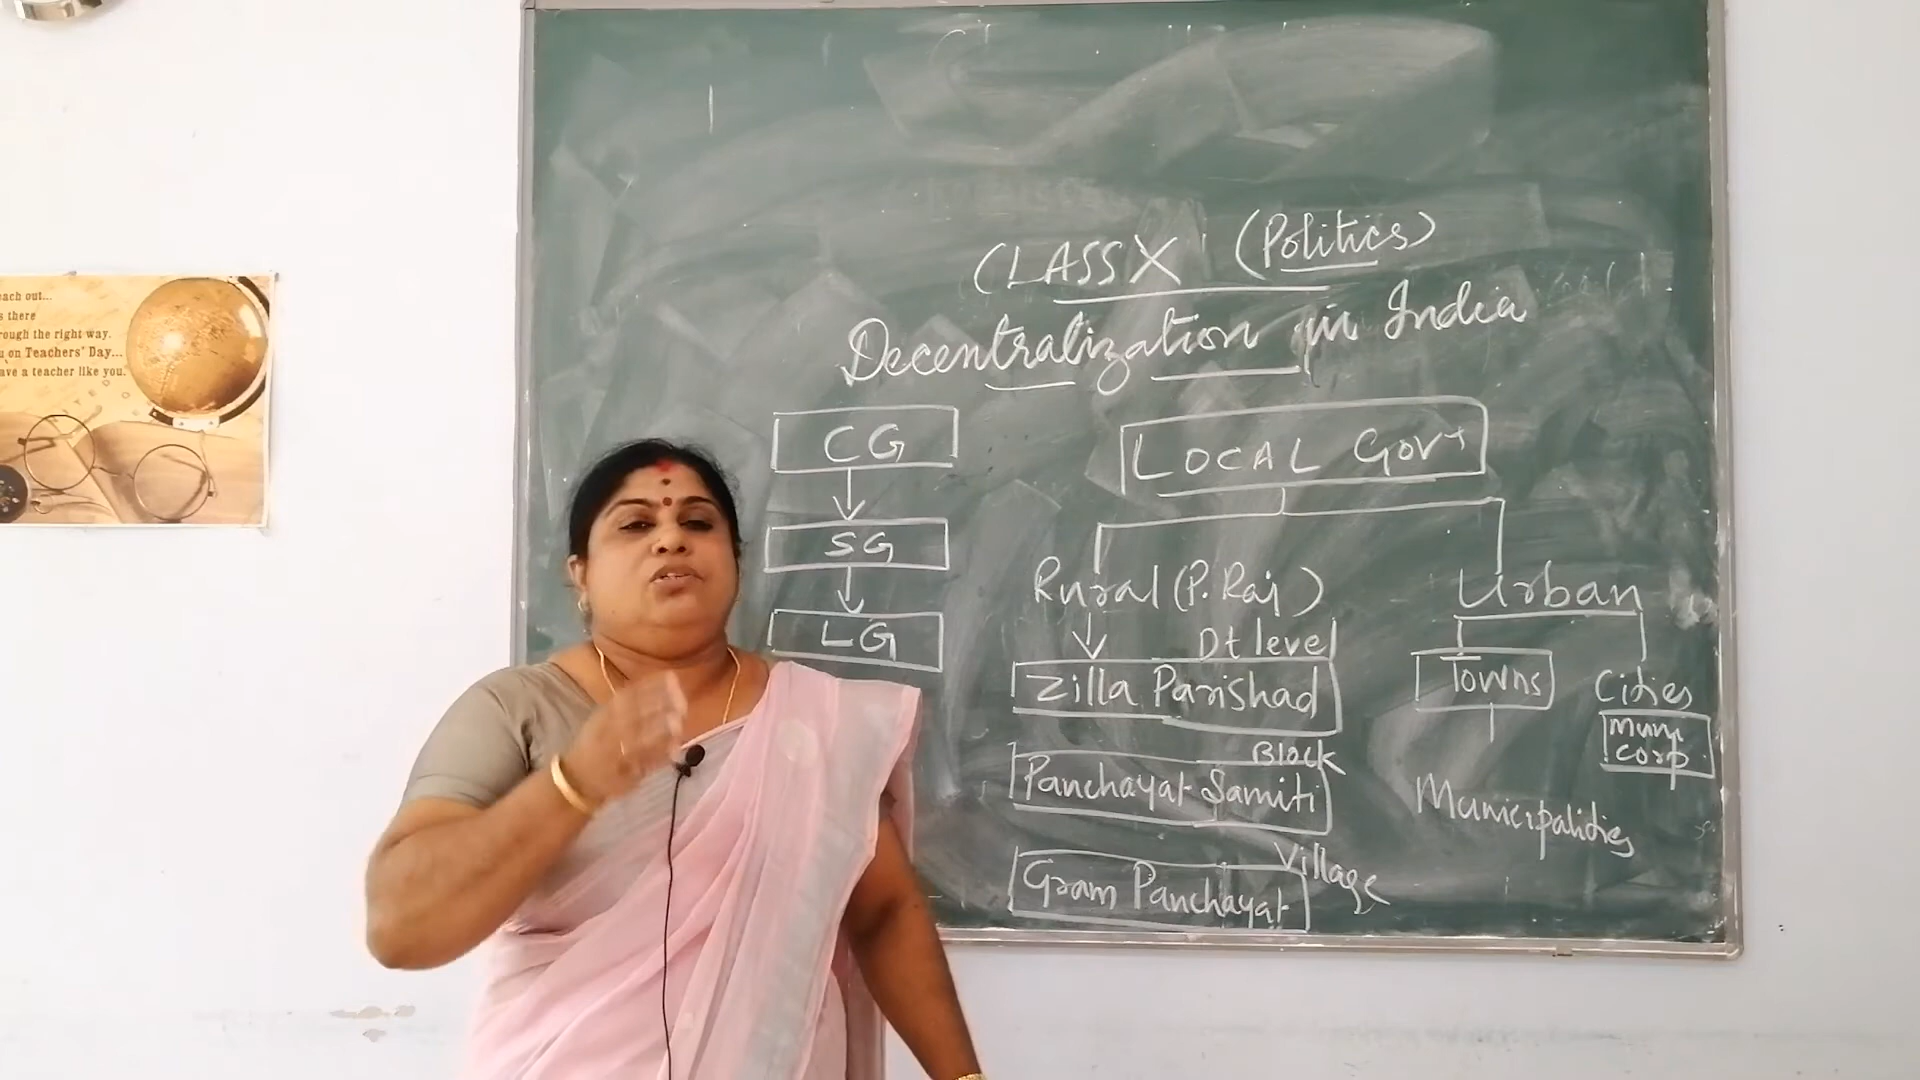 each out...
s there
rough the right way.
u on Teachers' Day...
ave a teacher like you.
CLASS X (Politics)
Decentralization in India
CG
SG
LG
LOCAL Govt
Rural (P. Raj)
Dt level
Zilla Parishad
Block
Panchayat Samiti
Village
Gram Panchayat
Urban
Towns
Municipalities
Cities
Muni
Corp